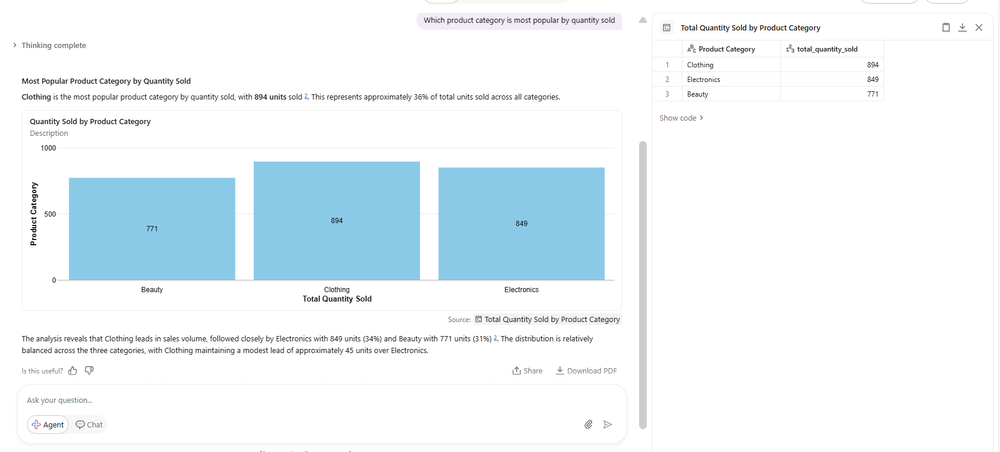 Which product category is most popular by quantity sold
Thinking complete
Most Popular Product Category by Quantity Sold
Clothing is the most popular product category by quantity sold, with 894 units sold 2. This represents approximately 36% of total units sold across all categories.
Quantity Sold by Product Category
Description
1000
500
0
Product Category
771
894
849
Beauty
Clothing
Electronics
Total Quantity Sold
Source: Total Quantity Sold by Product Category
The analysis reveals that Clothing leads in sales volume, followed closely by Electronics with 849 units (34%) and Beauty with 771 units (31%) 2. The distribution is relatively
balanced across the three categories, with Clothing maintaining a modest lead of approximately 45 units over Electronics.
Is this useful?
Share
Download PDF
Ask your question...
Agent
Chat
Total Quantity Sold by Product Category
Product Category total_quantity_sold
1 Clothing 894
2 Electronics 849
3 Beauty 771
Show code